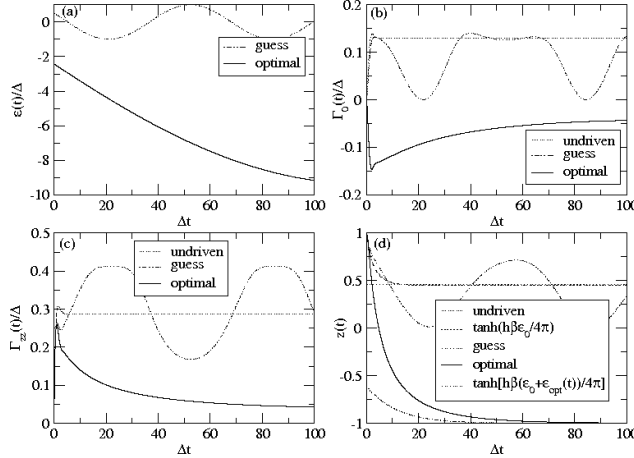 (a)
0
-2
-4
-6
-8
-10
ε(t)/Δ
guess
optimal
0 20 40 60 80 100
Δt
(b)
0.2
0.1
0
-0.1
-0.2
Γ₀(t)/Δ
undriven
guess
optimal
0 20 40 60 80 100
Δt
(c)
0.5
0.4
0.3
0.2
0.1
0
Γzz(t)/Δ
undriven
guess
optimal
0 20 40 60 80 100
Δt
(d)
1
0.5
0
-0.5
-1
z(t)
undriven
tanh(hβε₀/4π)
guess
optimal
tanh[hβ(ε₀+εopt(t))/4π]
0 20 40 60 80 100
Δt